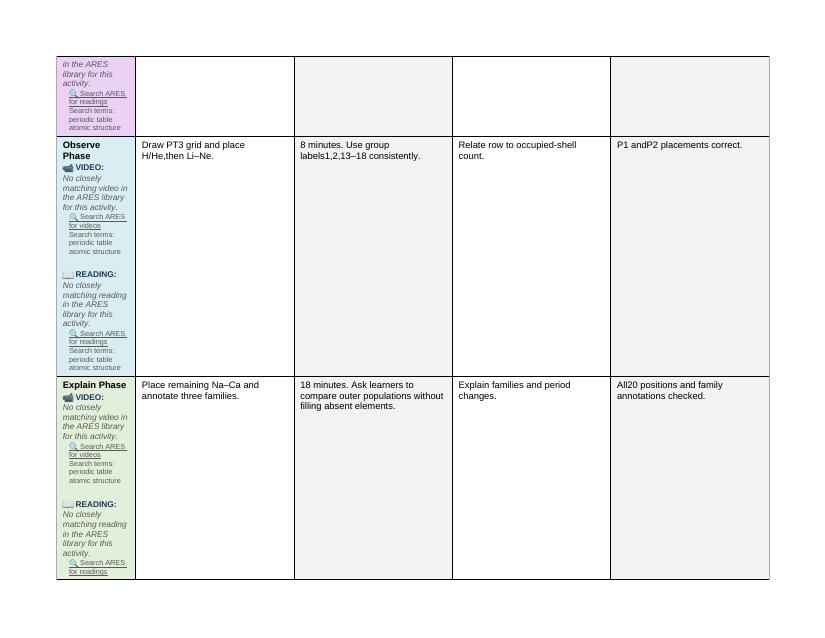 in the ARES
library for this
activity.
🔍 Search ARES
for readings
Search terms:
periodic table
atomic structure
Observe
Phase
📹 VIDEO:
No closely
matching video in
the ARES library
for this activity.
🔍 Search ARES
for videos
Search terms:
periodic table
atomic structure
📖 READING:
No closely
matching reading
in the ARES
library for this
activity.
🔍 Search ARES
for readings
Search terms:
periodic table
atomic structure
Draw PT3 grid and place
H/He,then Li–Ne.
8 minutes. Use group
labels1,2,13–18 consistently.
Relate row to occupied-shell
count.
P1 andP2 placements correct.
Explain Phase
📹 VIDEO:
No closely
matching video in
the ARES library
for this activity.
🔍 Search ARES
for videos
Search terms:
periodic table
atomic structure
📖 READING:
No closely
matching reading
in the ARES
library for this
activity.
🔍 Search ARES
for readings
Place remaining Na–Ca and
annotate three families.
18 minutes. Ask learners to
compare outer populations without
filling absent elements.
Explain families and period
changes.
All20 positions and family
annotations checked.